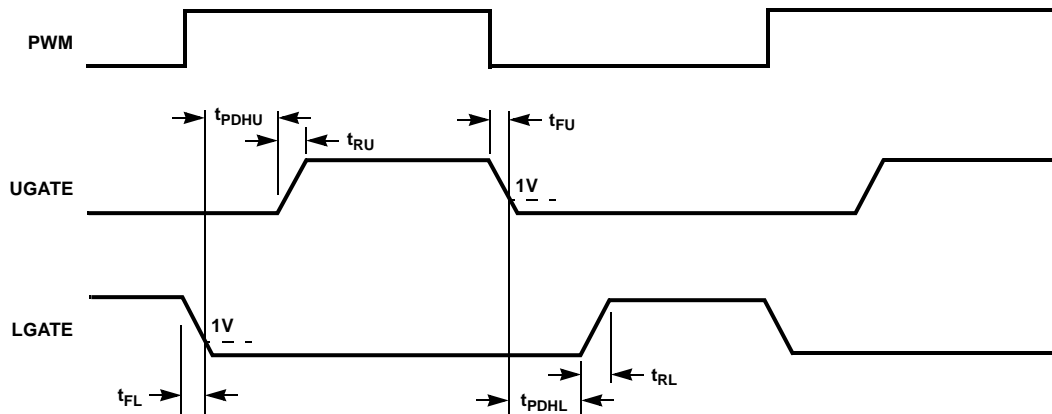 PWM
tPDHU
tRU
tFU
UGATE
1V
LGATE
1V
tFL
tRL
tPDHL